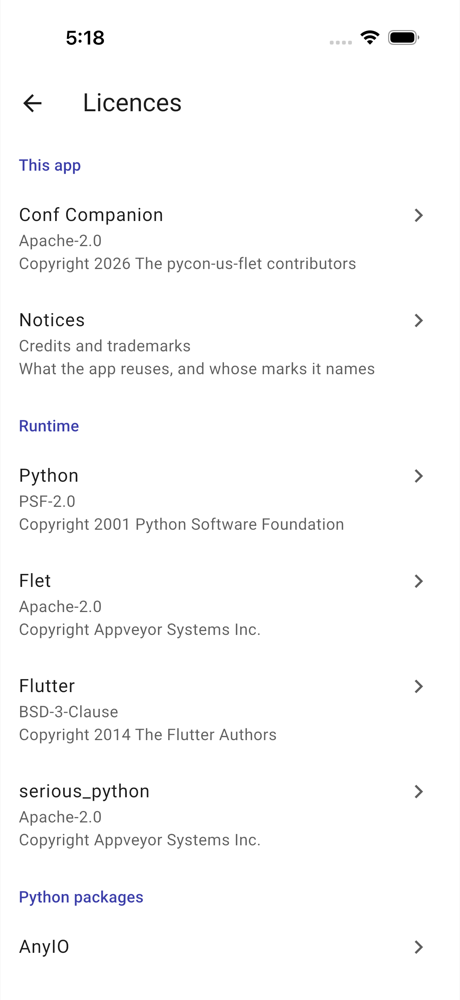 5:18
Licences
This app
Conf Companion
Apache-2.0
Copyright 2026 The pycon-us-flet contributors
Notices
Credits and trademarks
What the app reuses, and whose marks it names
Runtime
Python
PSF-2.0
Copyright 2001 Python Software Foundation
Flet
Apache-2.0
Copyright Appveyor Systems Inc.
Flutter
BSD-3-Clause
Copyright 2014 The Flutter Authors
serious_python
Apache-2.0
Copyright Appveyor Systems Inc.
Python packages
AnyIO